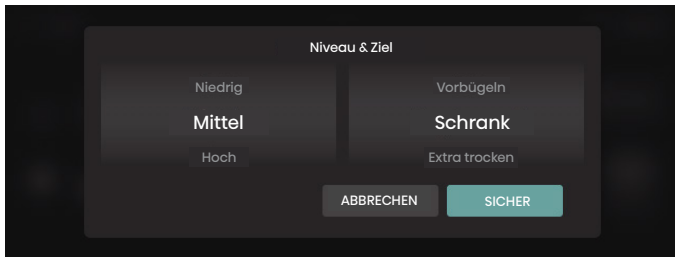 Niveau & Ziel
Niedrig Vorbügeln
Mittel Schrank
Hoch Extra trocken
ABBRECHEN SICHER